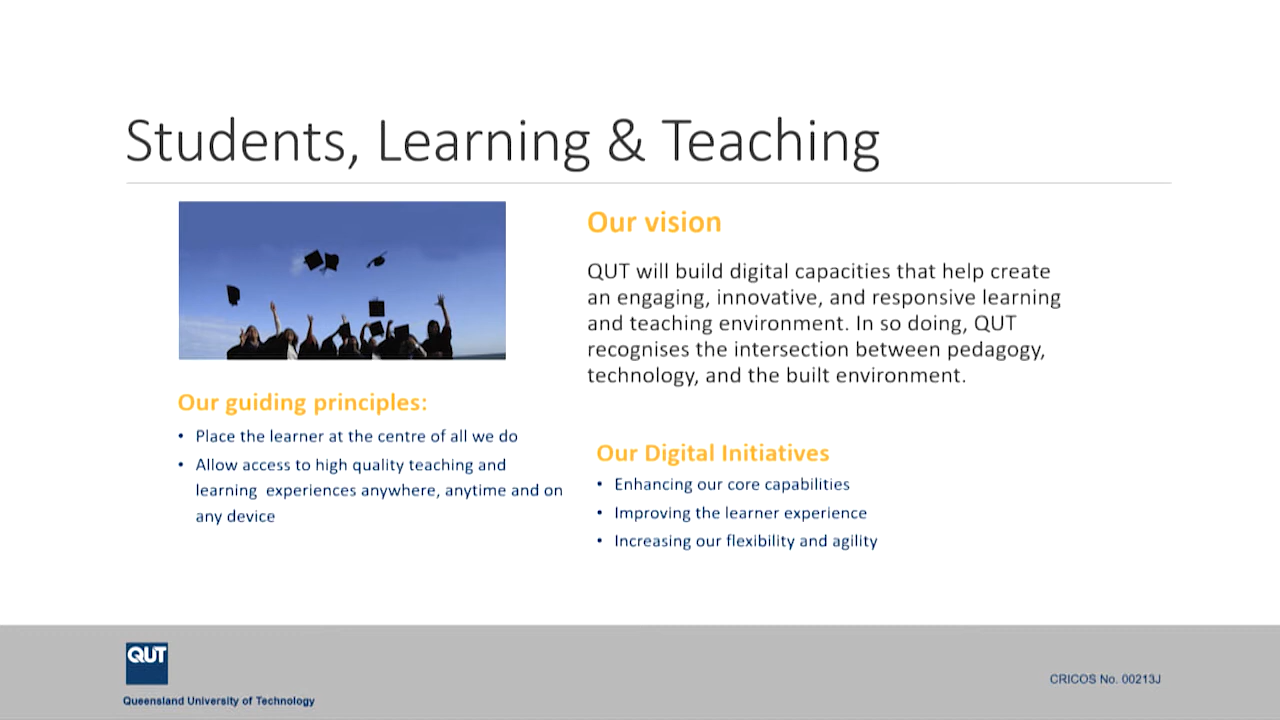 Students, Learning & Teaching
Our vision
QUT will build digital capacities that help create
an engaging, innovative, and responsive learning
and teaching environment. In so doing, QUT
recognises the intersection between pedagogy,
technology, and the built environment.
Our guiding principles:
• Place the learner at the centre of all we do
• Allow access to high quality teaching and
learning experiences anywhere, anytime and on
any device
Our Digital Initiatives
• Enhancing our core capabilities
• Improving the learner experience
• Increasing our flexibility and agility
QUT
Queensland University of Technology
CRICOS No. 00213J